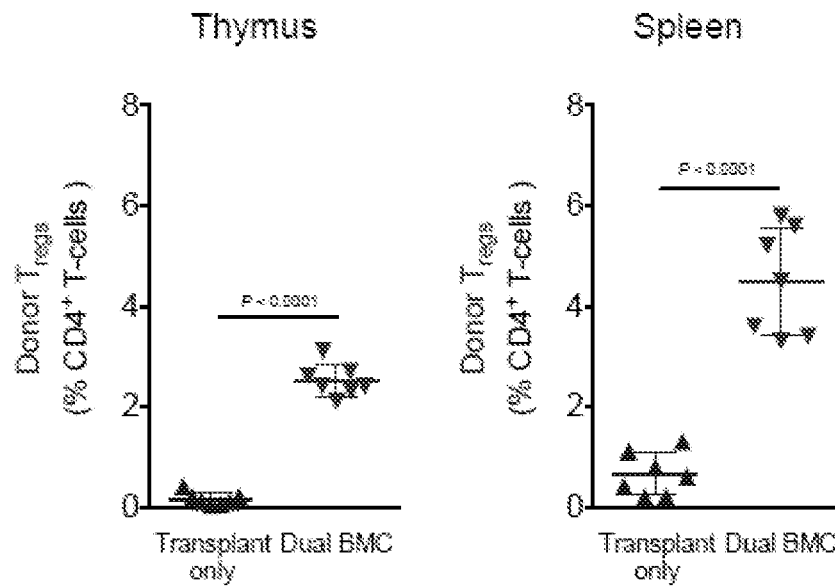 Thymus
Donor Tregs
(% CD4+ T-cells )
8
6
4
2
0
P < 0.0001
Transplant Dual BMC
only
Spleen
Donor Tregs
(% CD4+ T-cells )
8
6
4
2
0
P < 0.0001
Transplant Dual BMC
only